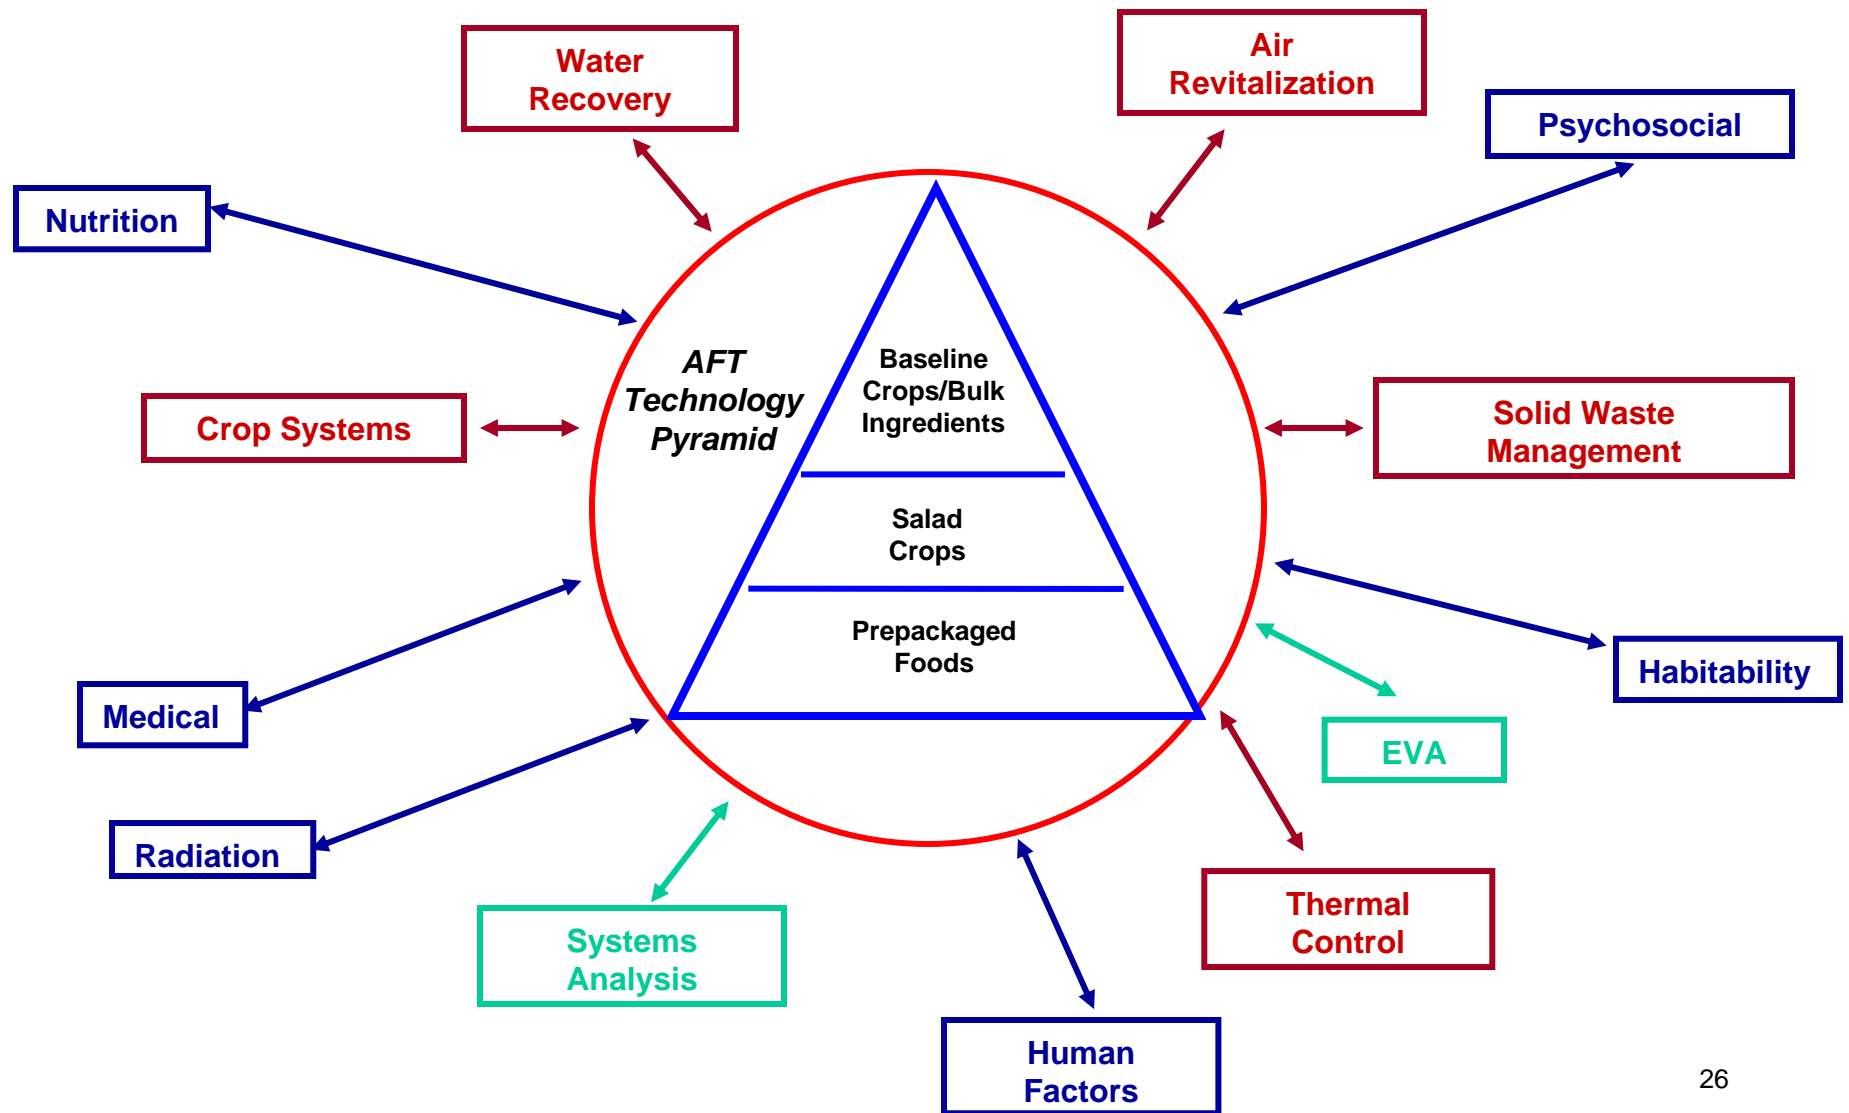 Water
Recovery
Air
Revitalization
Psychosocial
Nutrition
AFT
Technology
Pyramid
Baseline
Crops/Bulk
Ingredients
Crop Systems
Solid Waste
Management
Salad
Crops
Prepackaged
Foods
Habitability
Medical
EVA
Radiation
Thermal
Control
Systems
Analysis
Human
Factors
26